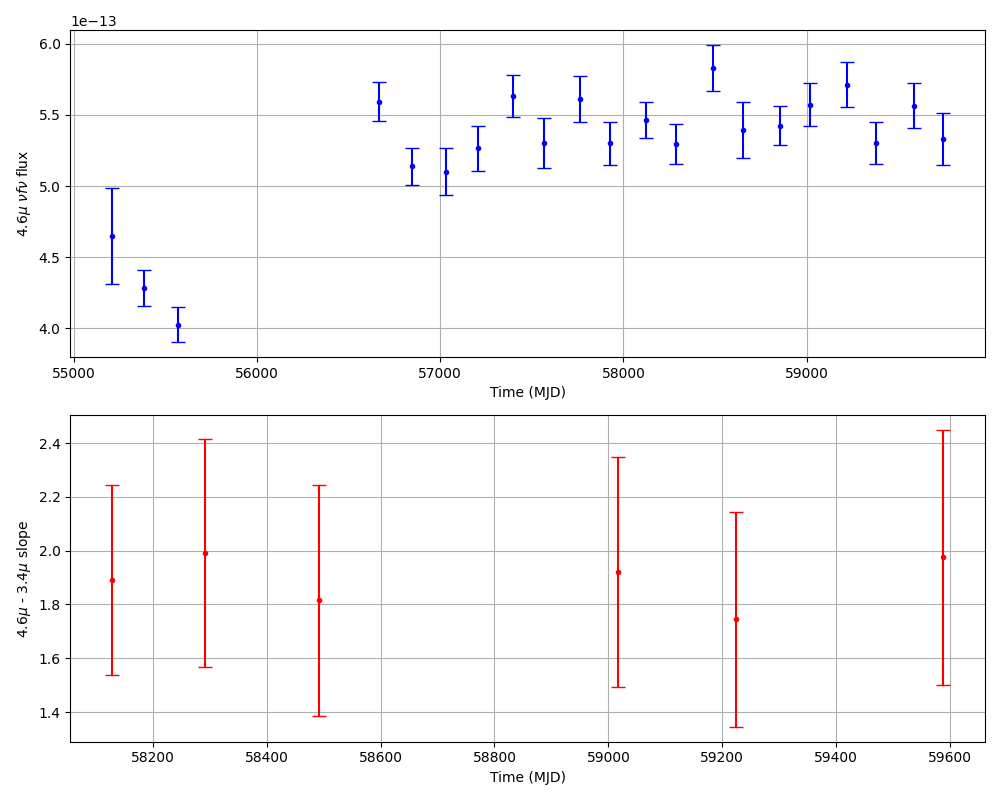 1e−13
6.0
5.5
5.0
4.5
4.0
4.6μ νfν flux
55000 56000 57000 58000 59000
Time (MJD)
2.4
2.2
2.0
1.8
1.6
1.4
4.6μ - 3.4μ slope
58200 58400 58600 58800 59000 59200 59400 59600
Time (MJD)